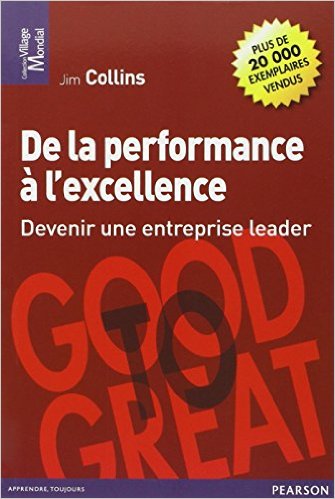 Collection Village
Mondial
Jim Collins
PLUS DE
20 000
EXEMPLAIRES
VENDUS
De la performance
à l'excellence
Devenir une entreprise leader
GOOD
TO
GREAT
APPRENDRE, TOUJOURS
PEARSON